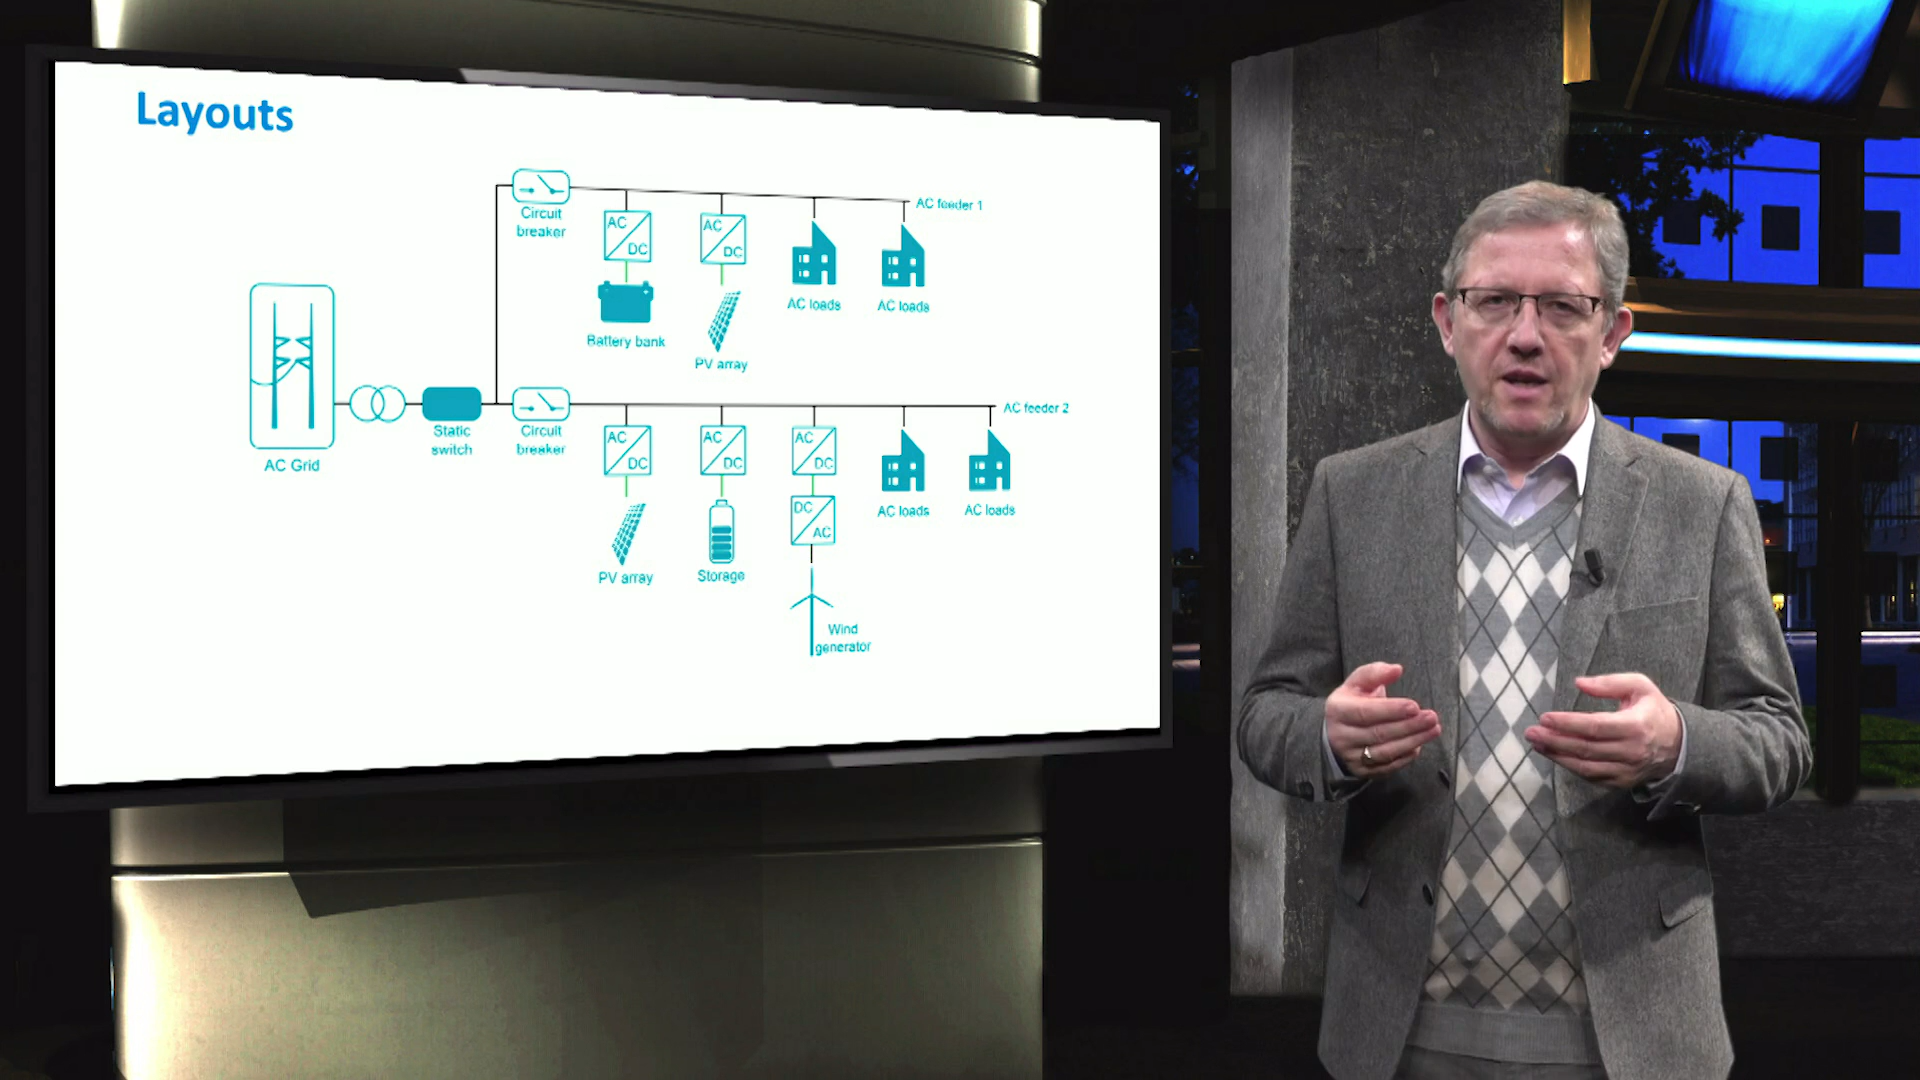 Layouts
Circuit
breaker
AC
DC
AC
DC
AC feeder 1
Battery bank
PV array
AC loads
AC loads
AC Grid
Static
switch
Circuit
breaker
AC feeder 2
AC
DC
AC
DC
AC
DC
DC
AC
PV array
Storage
Wind
generator
AC loads
AC loads